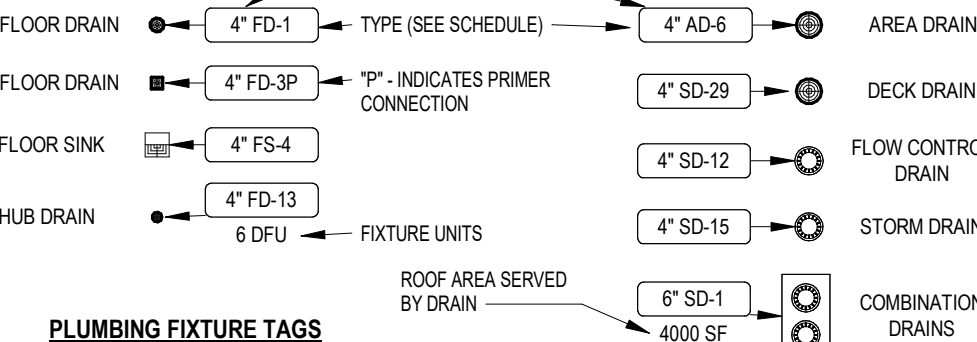 FLOOR DRAIN
4" FD-1
TYPE (SEE SCHEDULE)
4" AD-6
AREA DRAIN
FLOOR DRAIN
4" FD-3P
"P" - INDICATES PRIMER
CONNECTION
4" SD-29
DECK DRAIN
FLOOR SINK
4" FS-4
4" SD-12
FLOW CONTRO
DRAIN
HUB DRAIN
4" FD-13
6 DFU
FIXTURE UNITS
4" SD-15
STORM DRAIN
ROOF AREA SERVED
BY DRAIN
6" SD-1
4000 SF
COMBINATION
DRAINS
PLUMBING FIXTURE TAGS